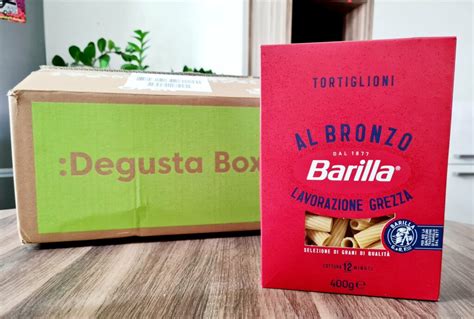 :Degusta Box
TORTIGLIONI
AL BRONZO
DAL 1877
Barilla
LAVORAZIONE GREZZA
BARILLA
SELEZIONE DI GRANI DI QUALITÀ
COTTURA 12 MINUTI
400g e